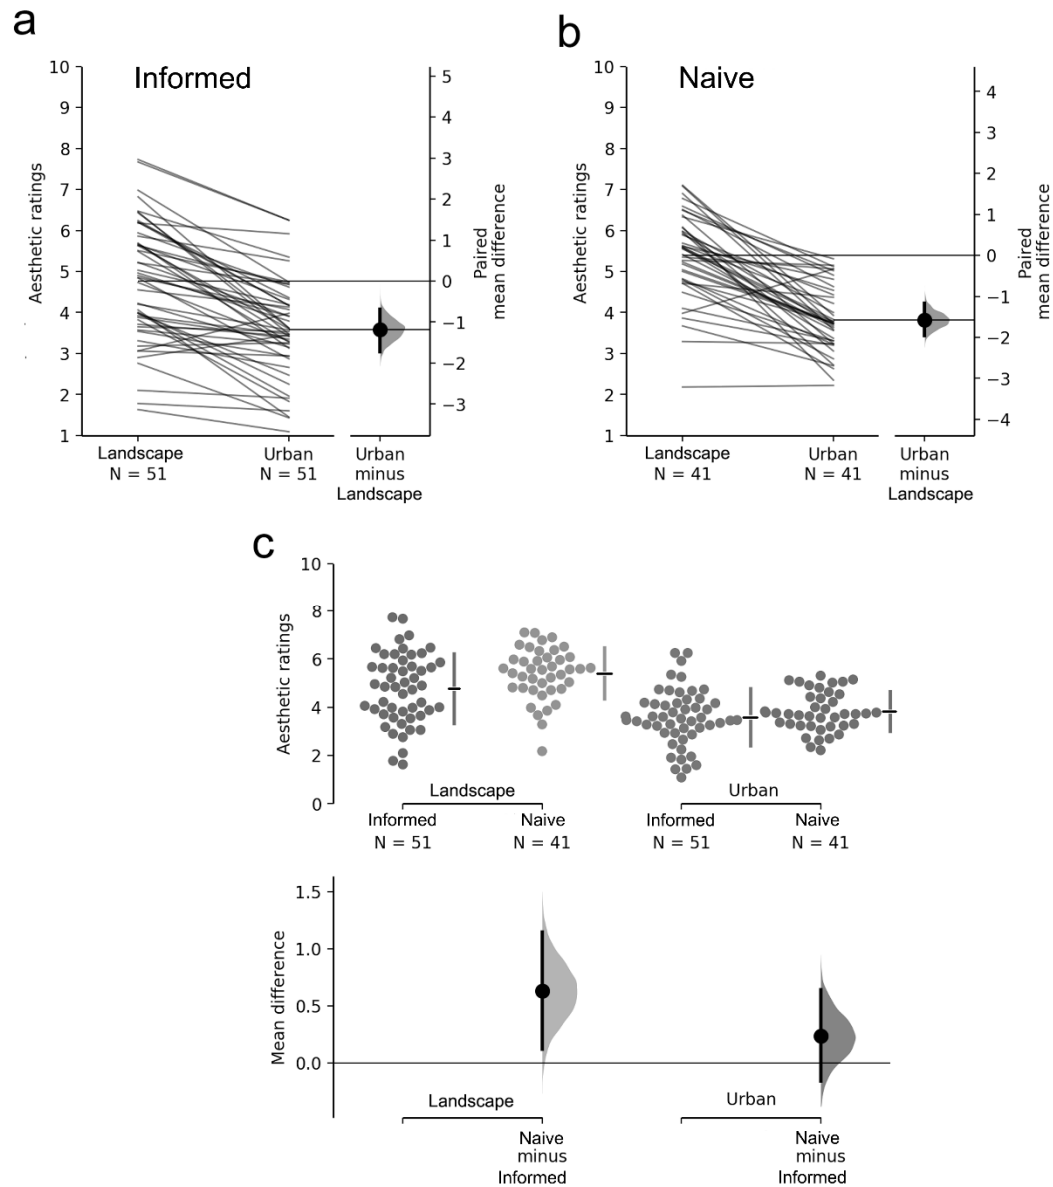 a
Informed
Aesthetic ratings
10
9
8
7
6
5
4
3
2
1
5
4
3
2
1
0
−1
−2
−3
Paired
mean difference
Landscape
N = 51
Urban
N = 51
Urban
minus
Landscape
b
Naive
Aesthetic ratings
10
9
8
7
6
5
4
3
2
1
4
3
2
1
0
−1
−2
−3
−4
Paired
mean difference
Landscape
N = 41
Urban
N = 41
Urban
minus
Landscape
c
Aesthetic ratings
10
8
6
4
2
0
Landscape
Urban
Informed
N = 51
Naive
N = 41
Informed
N = 51
Naive
N = 41
Mean difference
1.5
1.0
0.5
0.0
Landscape
Urban
Naive
minus
Informed
Naive
minus
Informed